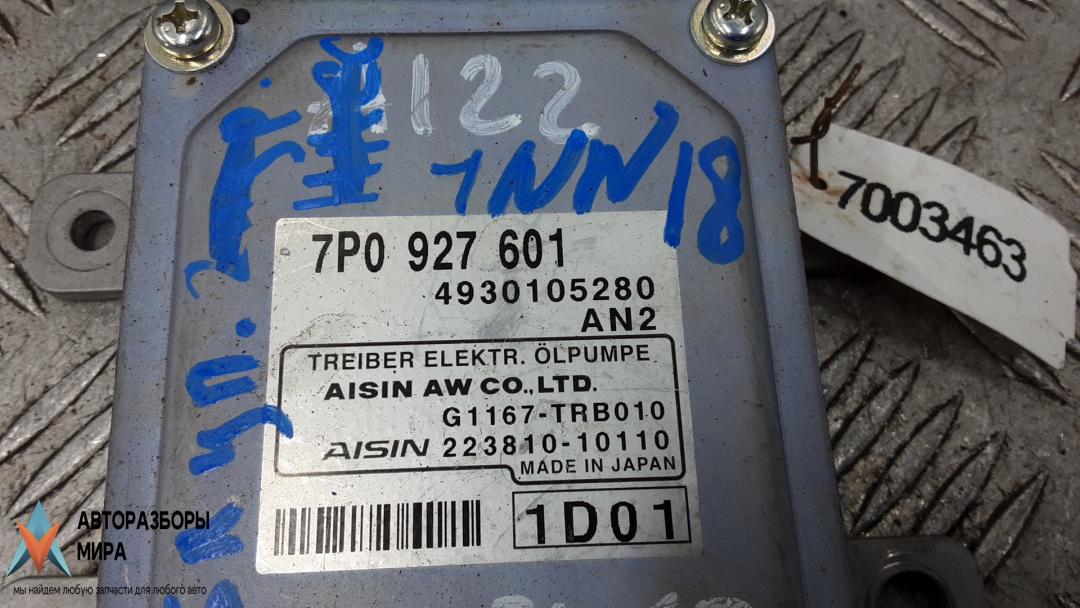 122
7NN18
7003463
7P0 927 601
4930105280
AN2
TREIBER ELEKTR. ÖLPUMPE
AISIN AW CO.,LTD.
G1167-TRB010
AISIN 223810-10110
MADE IN JAPAN
1D01
АВТОРАЗБОРЫ
МИРА
мы найдем любую запчасти для любого авто